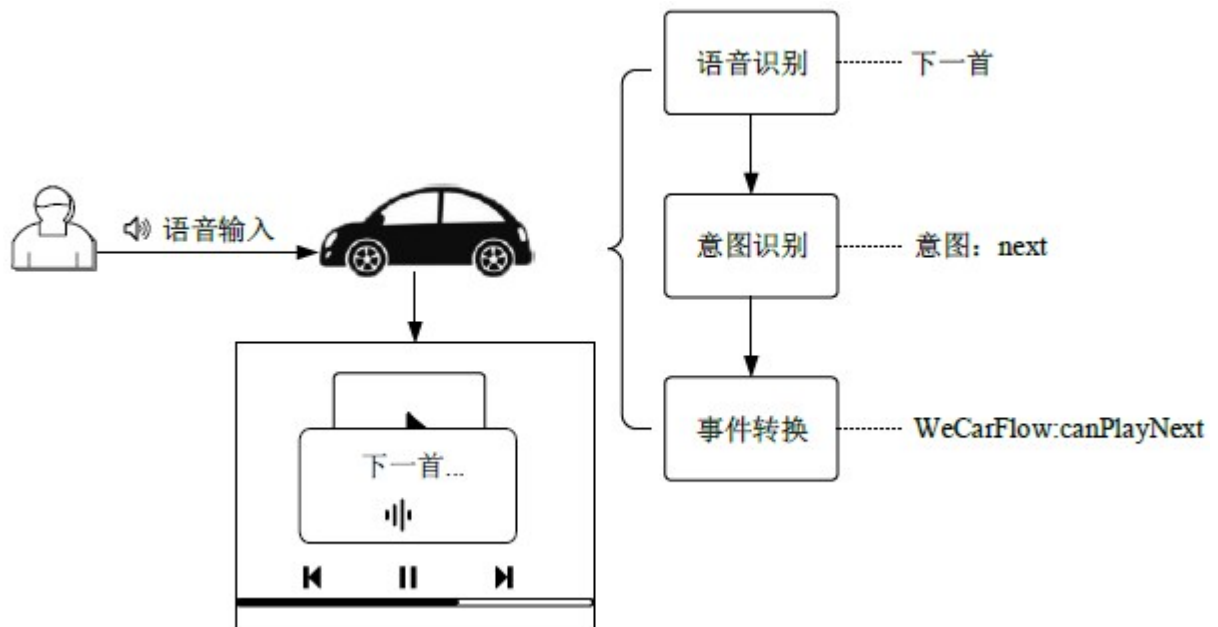 语音识别
下一首
语音输入
意图识别
意图：next
事件转换
WeCarFlow:canPlayNext
下一首...